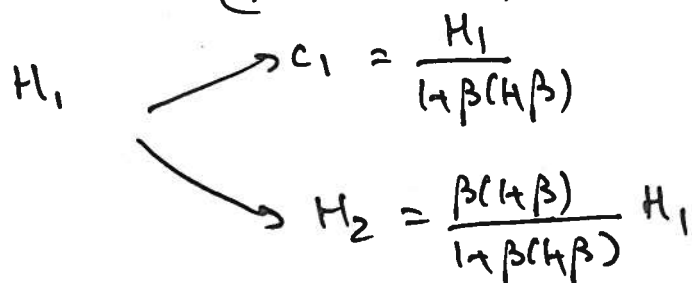 H₁
→ c₁ = H₁ / (1+β(1+β))
→ H₂ = β(1+β) / (1+β(1+β)) H₁